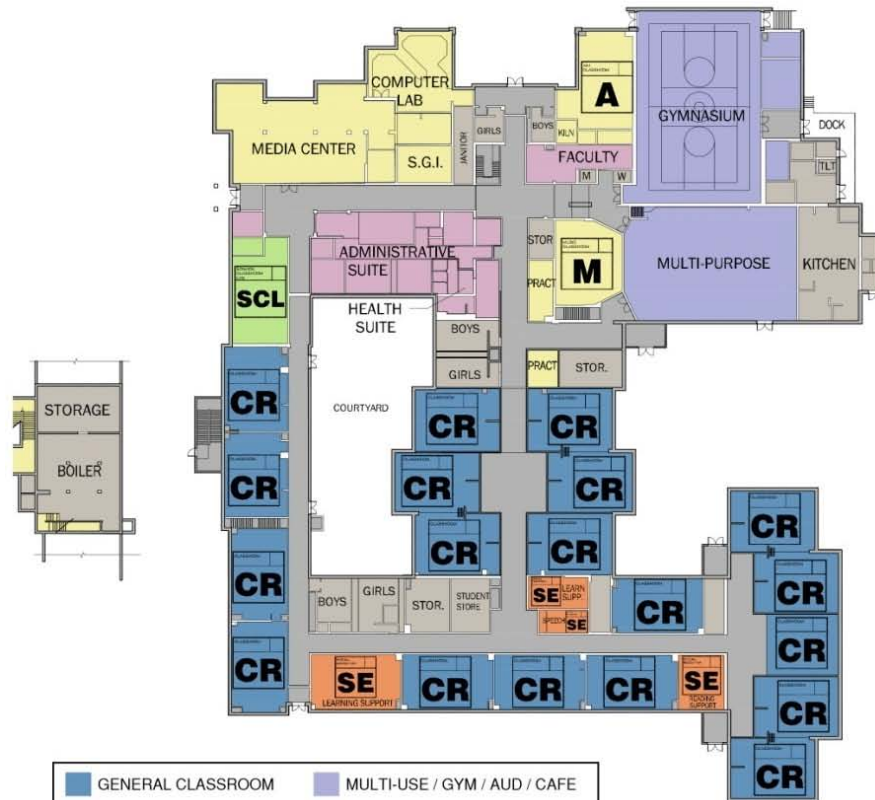 COMPUTER
LAB
A
GYMNASIUM
DOCK
MEDIA CENTER
S.G.I.
JANITOR
GIRLS
BOYS
KILN
FACULTY
M
W
TLT
ADMINISTRATIVE
SUITE
STOR
M
MULTI-PURPOSE
KITCHEN
PRACT
SCL
HEALTH
SUITE
BOYS
GIRLS
PRACT
STOR.
STORAGE
BOILER
COURTYARD
CR
CR
CR
CR
CR
CR
CR
CR
CR
CR
CR
BOYS
GIRLS
STOR.
STUDENT
STORE
SE
LEARN
SUPP.
SPEECH
SE
CR
CR
CR
CR
SE
LEARNING SUPPORT
CR
CR
CR
SE
READING
SUPPORT
CR
CR
GENERAL CLASSROOM
MULTI-USE / GYM / AUD / CAFE